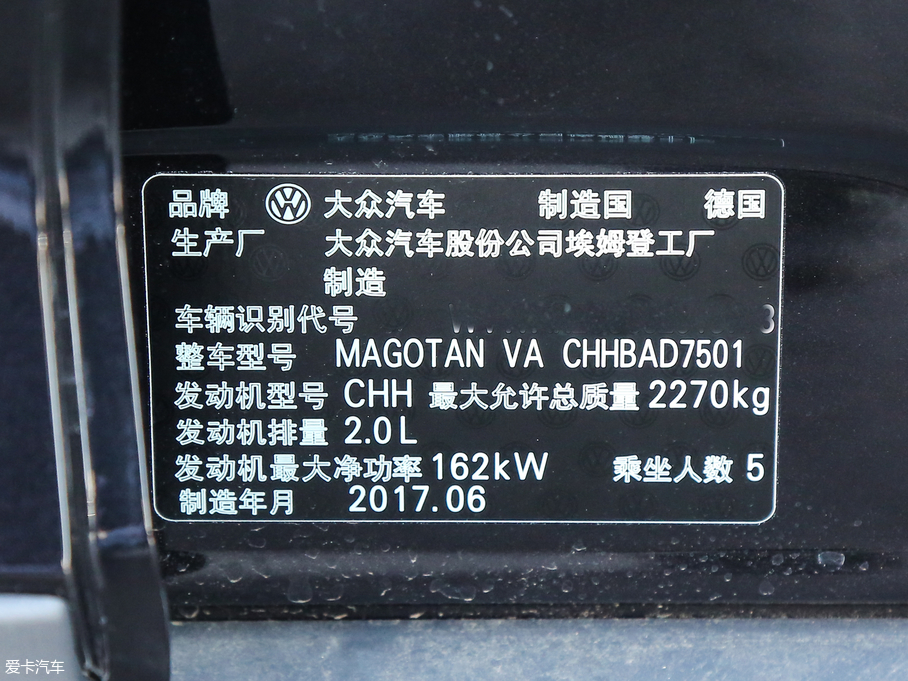 品牌 大众汽车 制造国 德国
生产厂 大众汽车股份公司埃姆登工厂
制造
车辆识别代号
整车型号 MAGOTAN VA CHHBAD7501
发动机型号 CHH 最大允许总质量 2270kg
发动机排量 2.0L
发动机最大净功率 162kW 乘坐人数 5
制造年月 2017.06
爱卡汽车